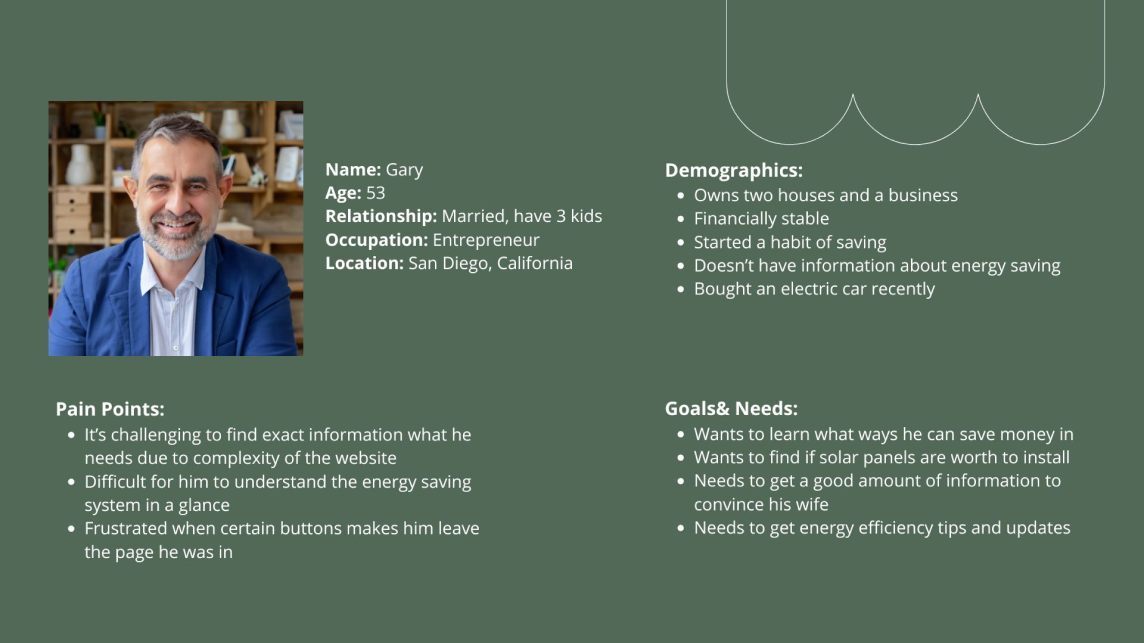 Name: Gary
Age: 53
Relationship: Married, have 3 kids
Occupation: Entrepreneur
Location: San Diego, California
Demographics:
Owns two houses and a business
Financially stable
Started a habit of saving
Doesn’t have information about energy saving
Bought an electric car recently
Pain Points:
It’s challenging to find exact information what he
needs due to complexity of the website
Difficult for him to understand the energy saving
system in a glance
Frustrated when certain buttons makes him leave
the page he was in
Goals& Needs:
Wants to learn what ways he can save money in
Wants to find if solar panels are worth to install
Needs to get a good amount of information to
convince his wife
Needs to get energy efficiency tips and updates